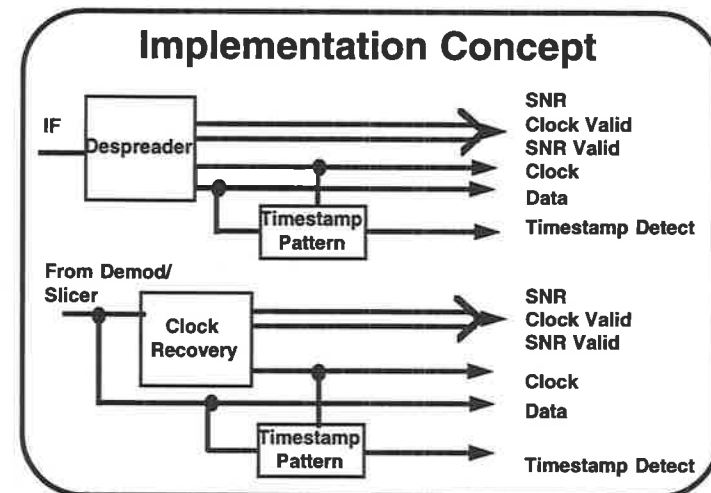 Implementation Concept
IF
Despreader
SNR
Clock Valid
SNR Valid
Clock
Data
Timestamp
Pattern
Timestamp Detect
From Demod/
Slicer
Clock
Recovery
SNR
Clock Valid
SNR Valid
Clock
Data
Timestamp
Pattern
Timestamp Detect